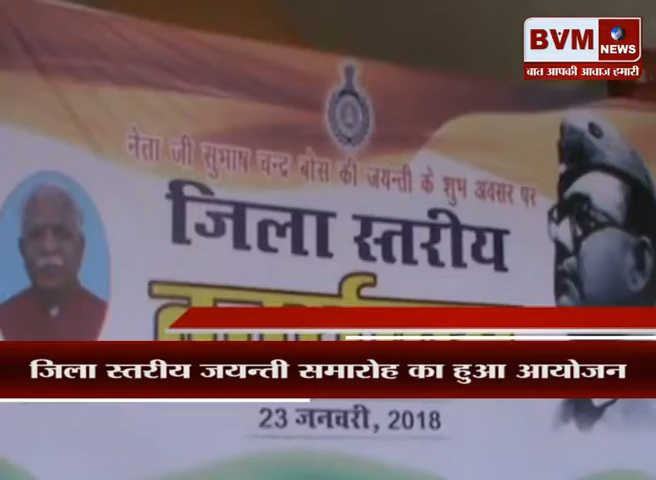 BVM NEWS
बात आपकी आवाज हमारी
नेता जी सुभाष चन्द्र बोस की जयन्ती के शुभ अवसर पर
जिला स्तरीय
जिला स्तरीय जयन्ती समारोह का हुआ आयोजन
23 जनवरी, 2018